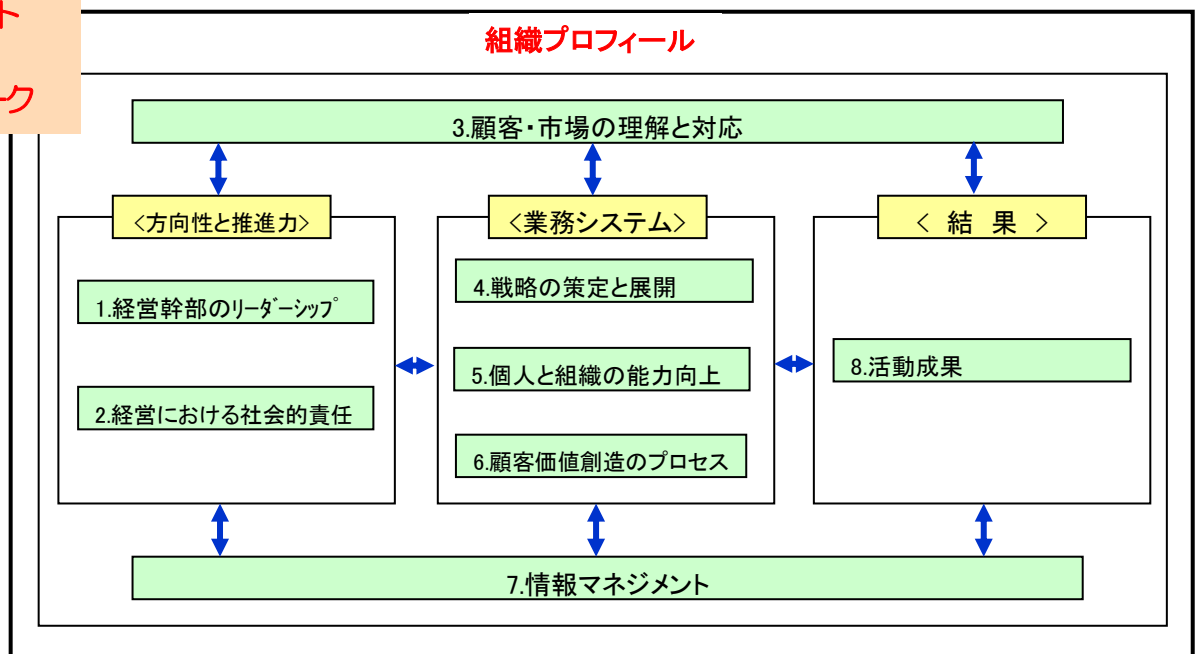 ト
ーク
組織プロフィール
3.顧客・市場の理解と対応
<方向性と推進力>
1.経営幹部のリーダーシップ
2.経営における社会的責任
<業務システム>
4.戦略の策定と展開
5.個人と組織の能力向上
6.顧客価値創造のプロセス
< 結 果 >
8.活動成果
7.情報マネジメント